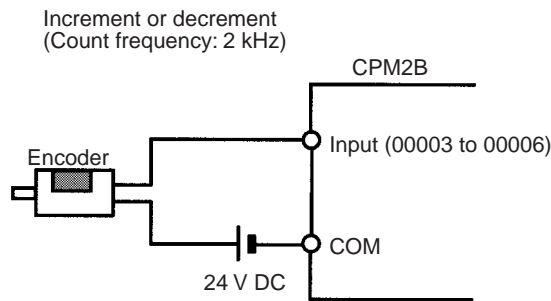 Increment or decrement
(Count frequency: 2 kHz)
CPM2B
Input (00003 to 00006)
Encoder
COM
24 V DC